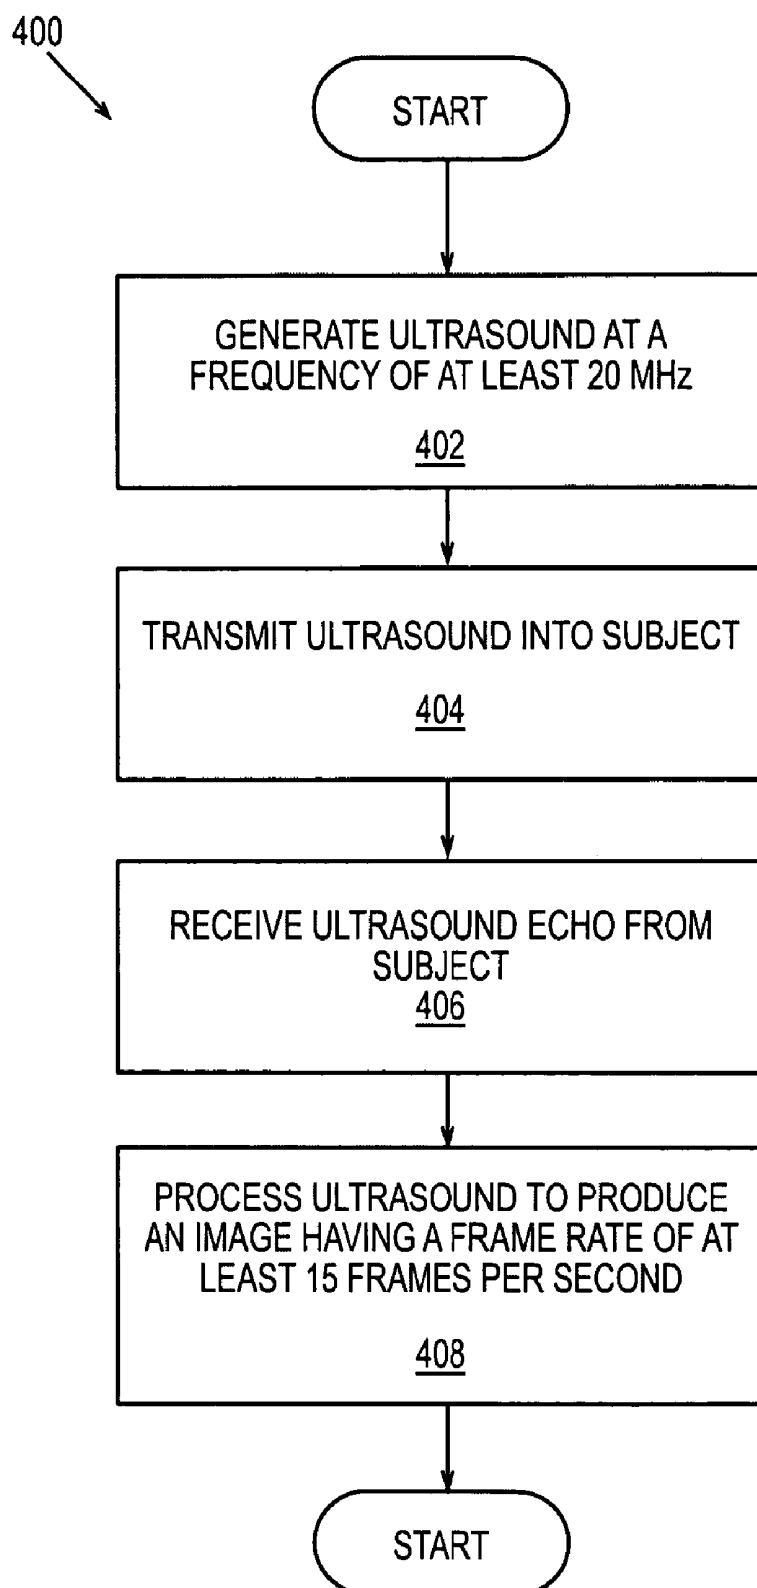 400
START
GENERATE ULTRASOUND AT A
FREQUENCY OF AT LEAST 20 MHz
402
TRANSMIT ULTRASOUND INTO SUBJECT
404
RECEIVE ULTRASOUND ECHO FROM
SUBJECT
406
PROCESS ULTRASOUND TO PRODUCE
AN IMAGE HAVING A FRAME RATE OF AT
LEAST 15 FRAMES PER SECOND
408
START